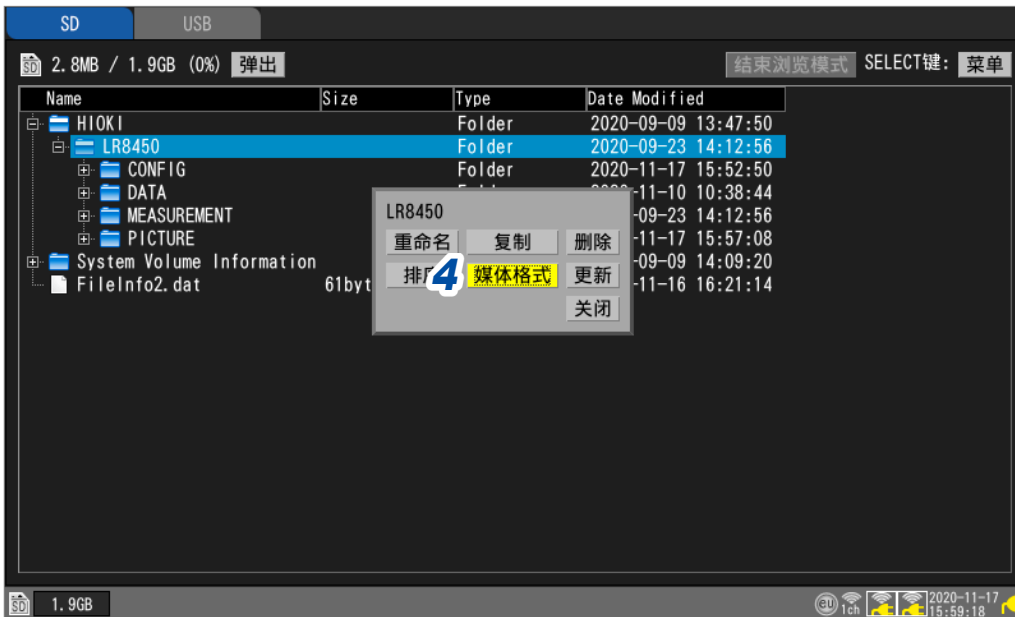 SD USB
2.8MB / 1.9GB (0%) 弹出 结束浏览模式 SELECT键: 菜单
Name Size Type Date Modified
HIOKI Folder 2020-09-09 13:47:50
LR8450 Folder 2020-09-23 14:12:56
CONFIG Folder 2020-11-17 15:52:50
DATA -11-10 10:38:44
MEASUREMENT -09-23 14:12:56
PICTURE -11-17 15:57:08
System Volume Information -09-09 14:09:20
FileInfo2.dat 61byt -11-16 16:21:14
LR8450
重命名 复制 删除
排 4 媒体格式 更新
关闭
SD 1.9GB eu 1ch 2020-11-17
15:59:18